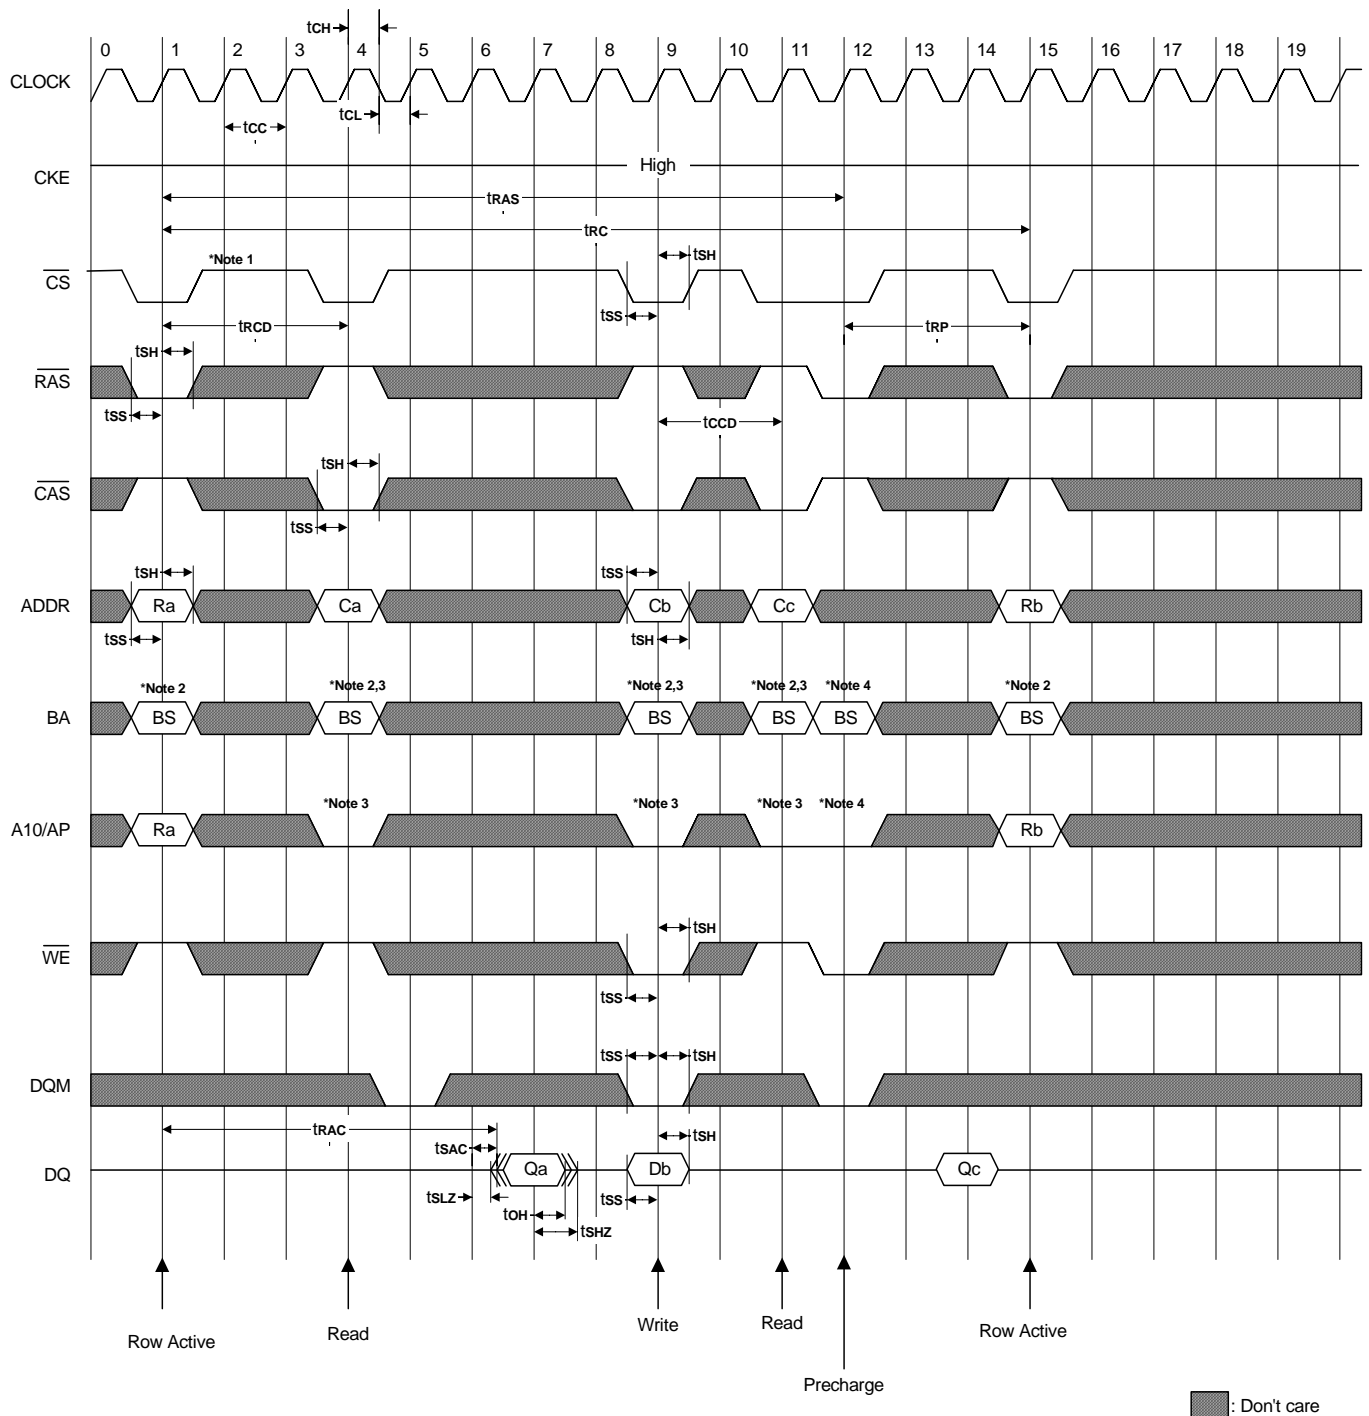 tCH
0 1 2 3 4 5 6 7 8 9 10 11 12 13 14 15 16 17 18 19
CLOCK
tCC
tCL
CKE
High
tRAS
tRC
*Note 1
tSH
CS
tSS
tRCD
tRP
tSH
RAS
tSS
tCCD
tSH
CAS
tSS
tSH
tSS
ADDR
Ra
Ca
Cb
Cc
Rb
tSS
tSH
*Note 2
*Note 2,3
*Note 2,3
*Note 2,3
*Note 4
*Note 2
BA
BS
BS
BS
BS
BS
BS
*Note 3
*Note 3
*Note 3
*Note 4
A10/AP
Ra
Rb
tSH
WE
tSS
tSS
tSH
DQM
tRAC
tSH
tSAC
DQ
Qa
Db
Qc
tSLZ
tSS
tOH
tSHZ
Row Active
Read
Write
Read
Row Active
Precharge
: Don't care